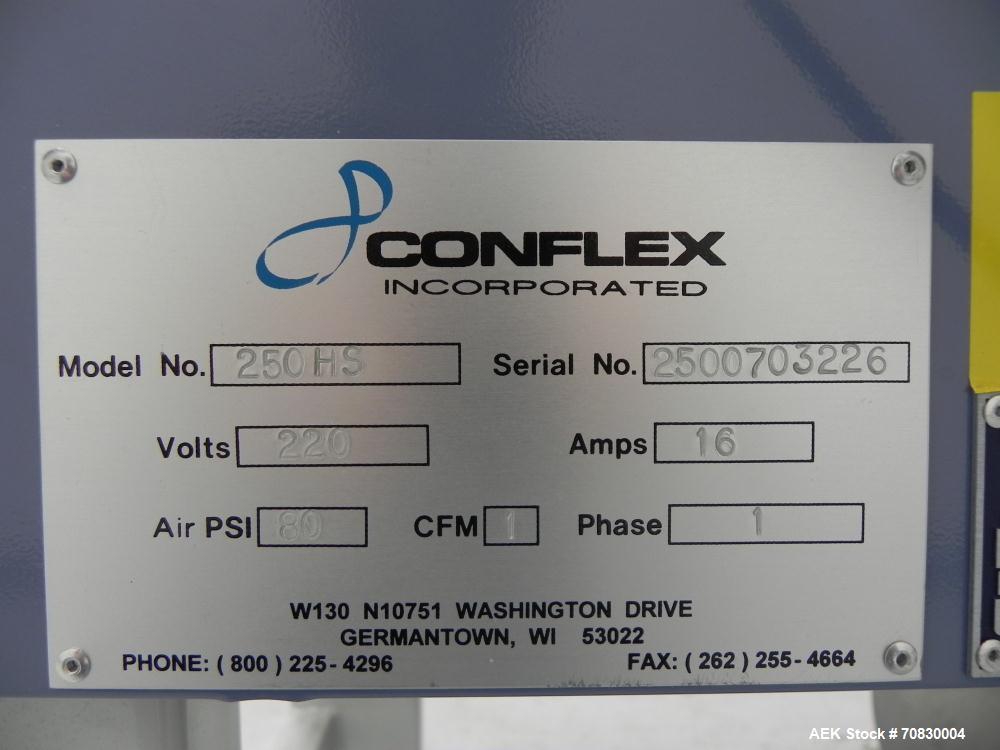 CONFLEX
INCORPORATED
Model No. 250HS Serial No. 2500703226
Volts 220 Amps 16
Air PSI 80 CFM 1 Phase 1
W130 N10751 WASHINGTON DRIVE
GERMANTOWN, WI 53022
PHONE: ( 800 ) 225-4296 FAX: ( 262 ) 255-4664
AEK Stock # 70830004